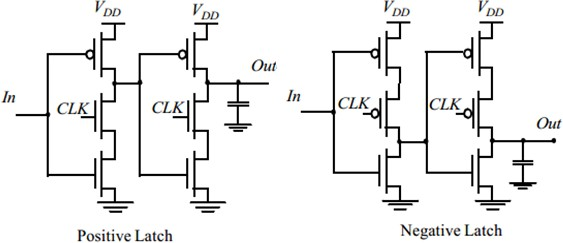 VDD
VDD
VDD
VDD
In
CLK
CLK
Out
In
CLK
CLK
Out
Positive Latch
Negative Latch